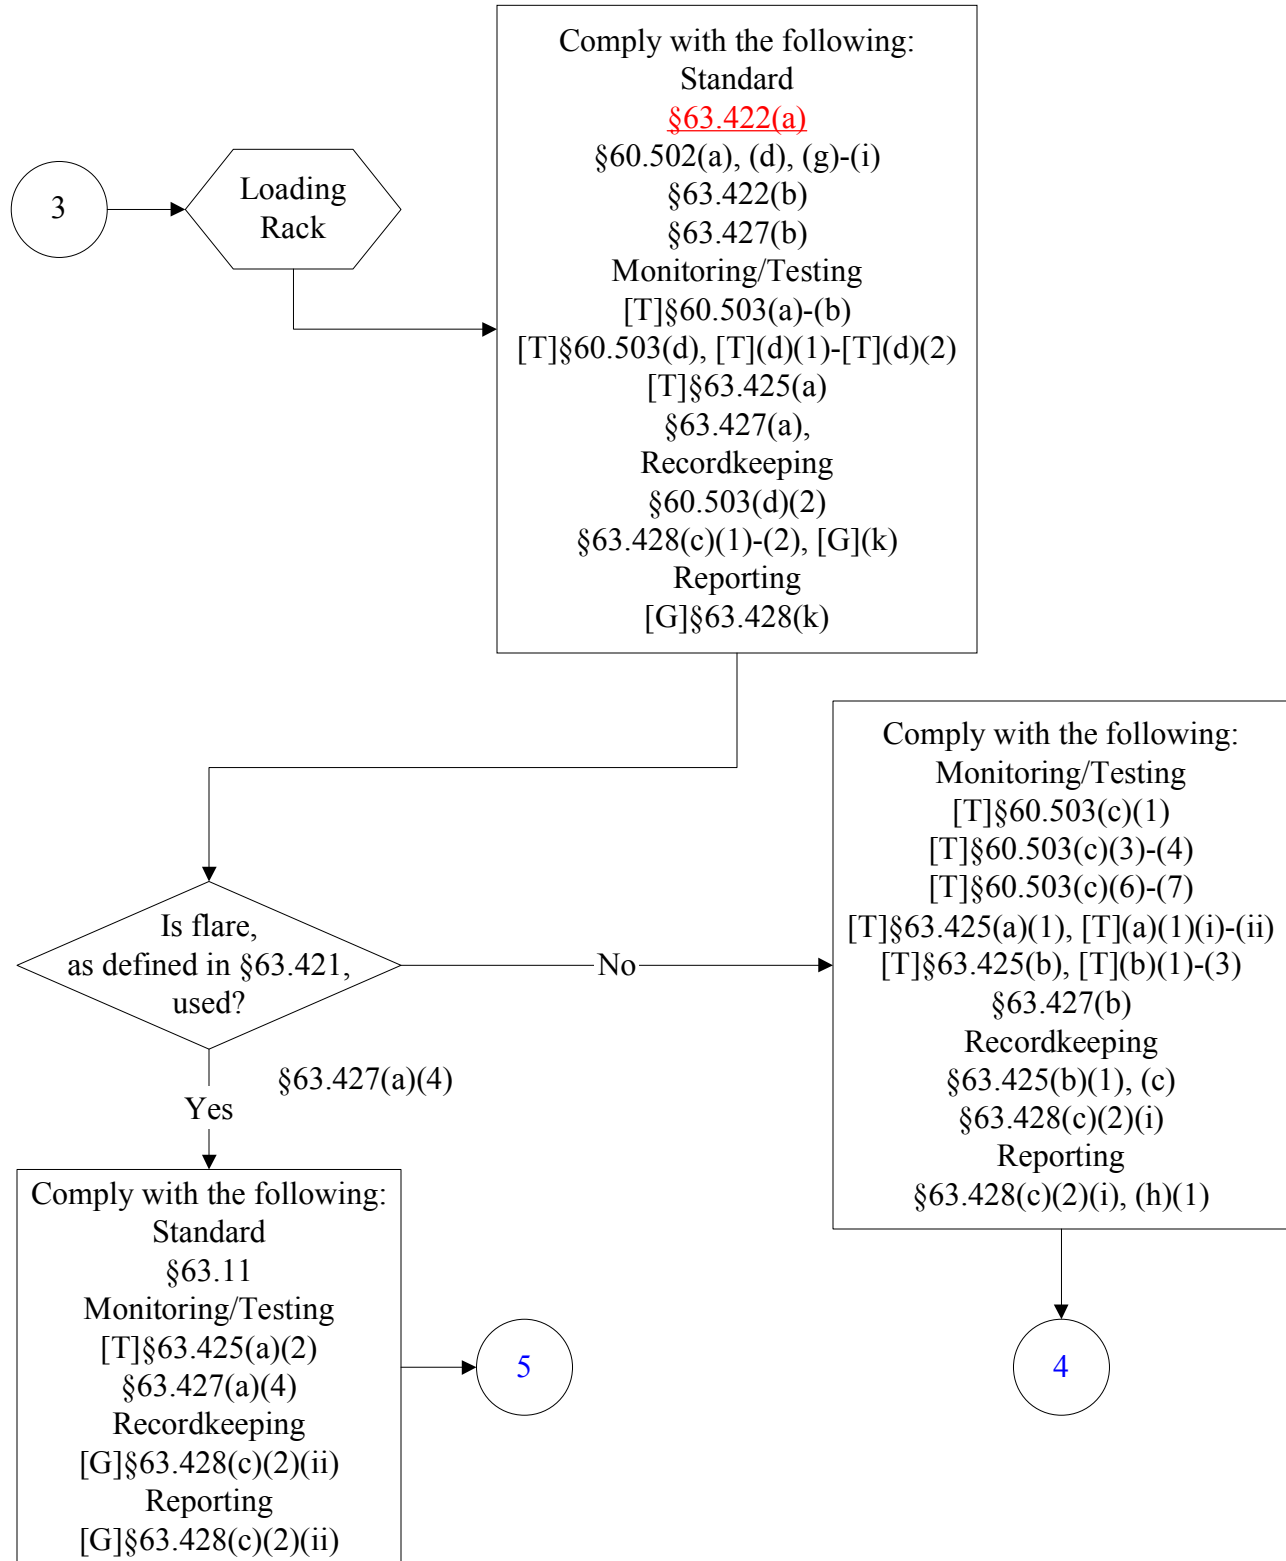 3
Loading
Rack
Comply with the following:
Standard
§63.422(a)
§60.502(a), (d), (g)-(i)
§63.422(b)
§63.427(b)
Monitoring/Testing
[T]§60.503(a)-(b)
[T]§60.503(d), [T](d)(1)-[T](d)(2)
[T]§63.425(a)
§63.427(a),
Recordkeeping
§60.503(d)(2)
§63.428(c)(1)-(2), [G](k)
Reporting
[G]§63.428(k)
Is flare,
as defined in §63.421,
used?
No
Comply with the following:
Monitoring/Testing
[T]§60.503(c)(1)
[T]§60.503(c)(3)-(4)
[T]§60.503(c)(6)-(7)
[T]§63.425(a)(1), [T](a)(1)(i)-(ii)
[T]§63.425(b), [T](b)(1)-(3)
§63.427(b)
Recordkeeping
§63.425(b)(1), (c)
§63.428(c)(2)(i)
Reporting
§63.428(c)(2)(i), (h)(1)
4
§63.427(a)(4)
Yes
Comply with the following:
Standard
§63.11
Monitoring/Testing
[T]§63.425(a)(2)
§63.427(a)(4)
Recordkeeping
[G]§63.428(c)(2)(ii)
Reporting
[G]§63.428(c)(2)(ii)
5